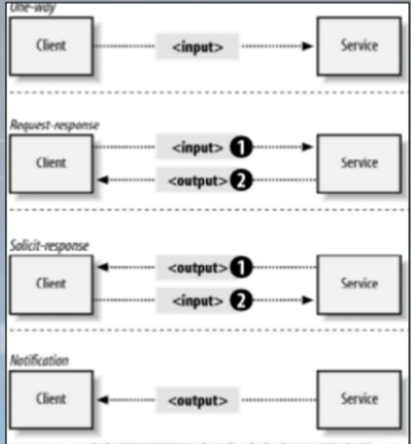 One-way
Client <input> Service
Request-response
<input> 1
Client Service
<output> 2
Solicit-response
<output> 1
Client Service
<input> 2
Notification
Client <output> Service